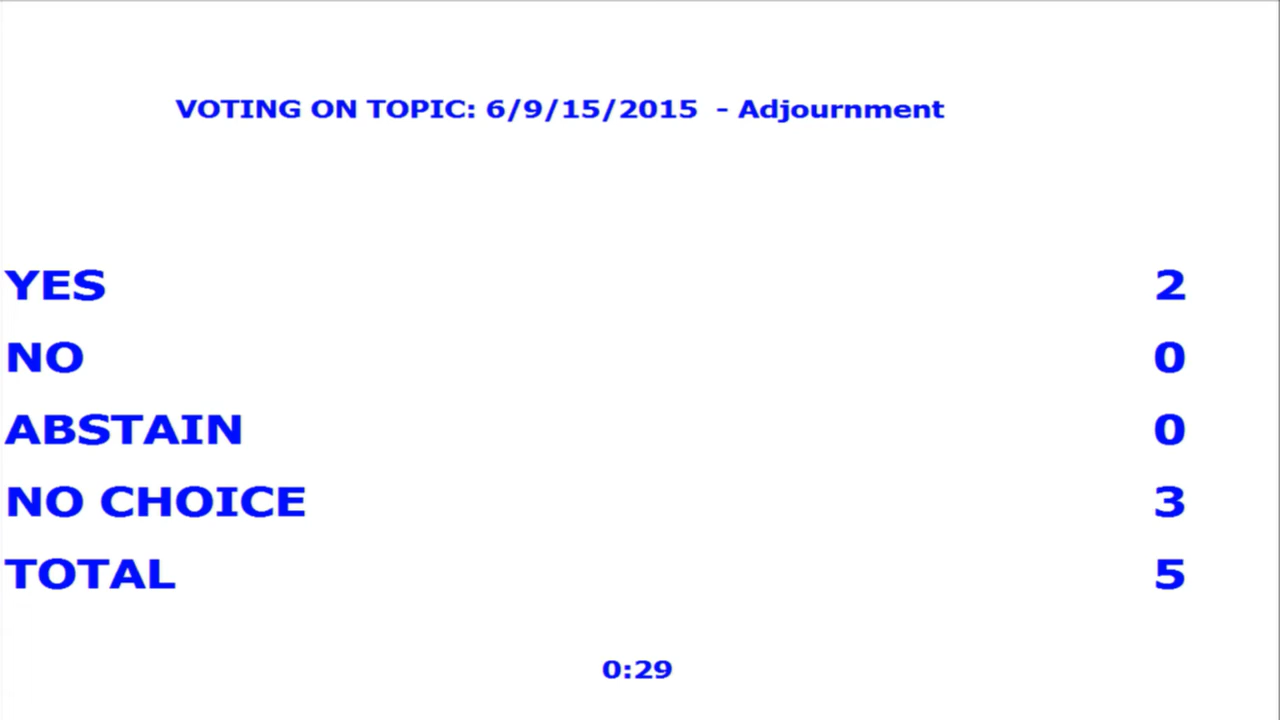 VOTING ON TOPIC: 6/9/15/2015 - Adjournment
YES 2
NO 0
ABSTAIN 0
NO CHOICE 3
TOTAL 5
0:29